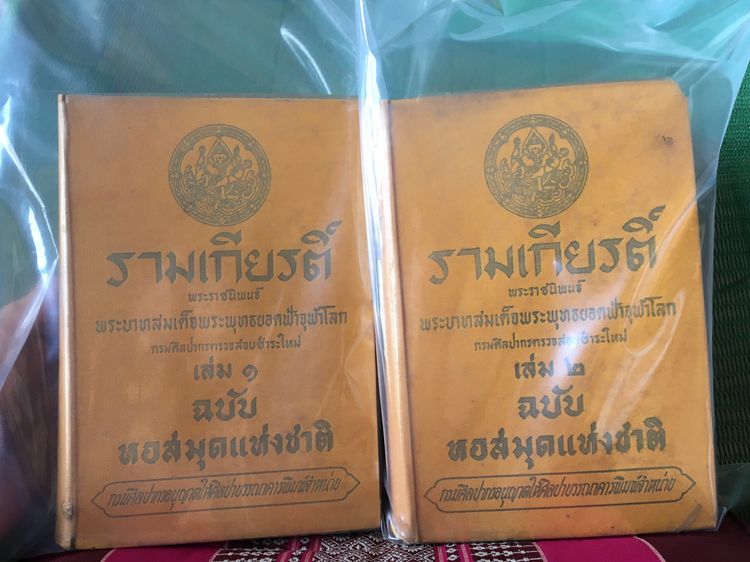 รามเกียรติ์
พระราชนิพนธ์
พระบาทสมเด็จพระพุทธยอดฟ้าจุฬาโลก
กรมศิลปากรตรวจสอบชำระใหม่
เล่ม ๑
ฉบับ
หอสมุดแห่งชาติ
กรมศิลปากรอนุญาตให้ศิลปาบรรณาคารพิมพ์จำหน่าย
รามเกียรติ์
พระราชนิพนธ์
พระบาทสมเด็จพระพุทธยอดฟ้าจุฬาโลก
กรมศิลปากรตรวจสอบชำระใหม่
เล่ม ๒
ฉบับ
หอสมุดแห่งชาติ
กรมศิลปากรอนุญาตให้ศิลปาบรรณาคารพิมพ์จำหน่าย